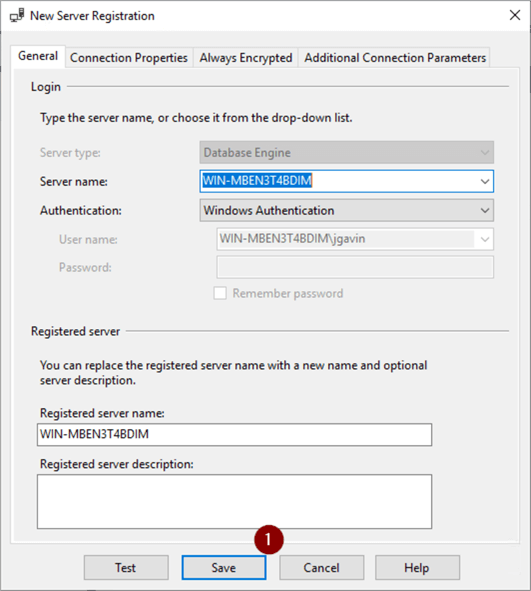 New Server Registration
General
Connection Properties
Always Encrypted
Additional Connection Parameters
Login
Type the server name, or choose it from the drop-down list.
Server type:
Database Engine
Server name:
WIN-MBEN3T4BDIM
Authentication:
Windows Authentication
User name:
WIN-MBEN3T4BDIM\jgavin
Password:
Remember password
Registered server
You can replace the registered server name with a new name and optional
server description.
Registered server name:
WIN-MBEN3T4BDIM
Registered server description:
1
Test
Save
Cancel
Help